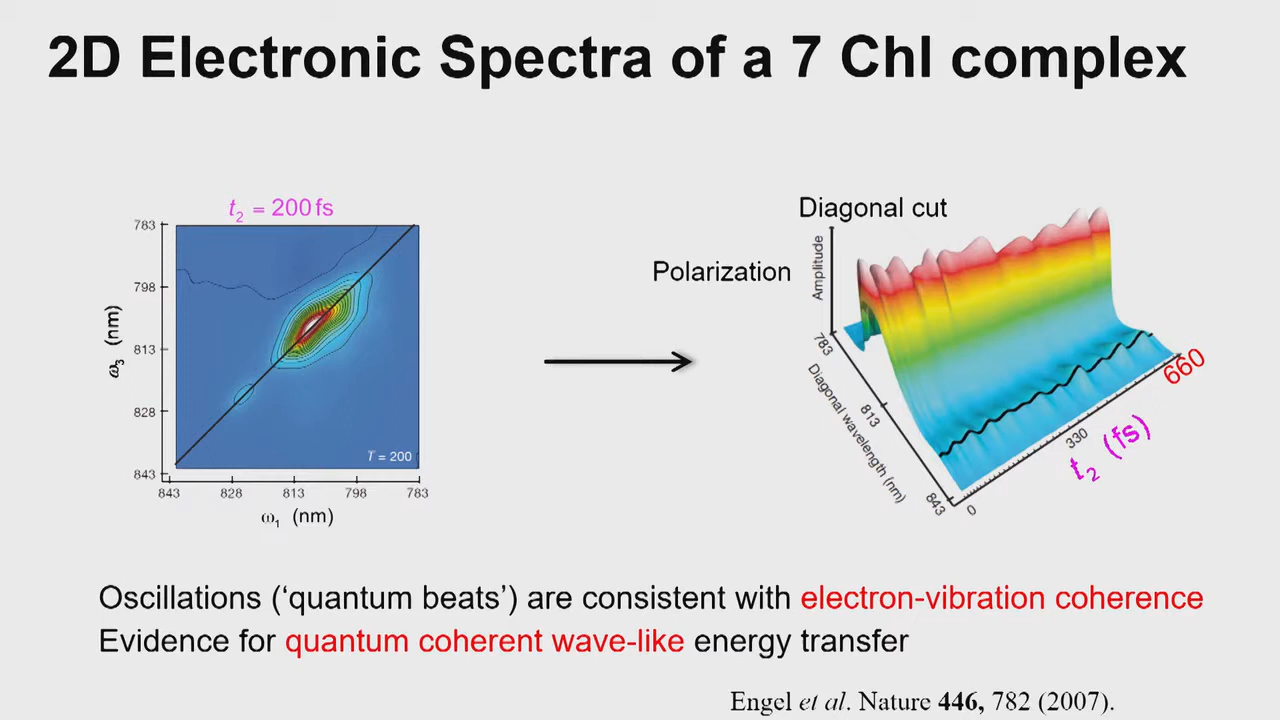 2D Electronic Spectra of a 7 Chl complex
t2 = 200 fs
783
798
813
828
843
ω3 (nm)
T = 200
843 828 813 798 783
ω1 (nm)
Diagonal cut
Polarization
Amplitude
783
813
843
Diagonal wavelength (nm)
0
330
660
t2 (fs)
Oscillations (‘quantum beats’) are consistent with electron-vibration coherence
Evidence for quantum coherent wave-like energy transfer
Engel et al. Nature 446, 782 (2007).